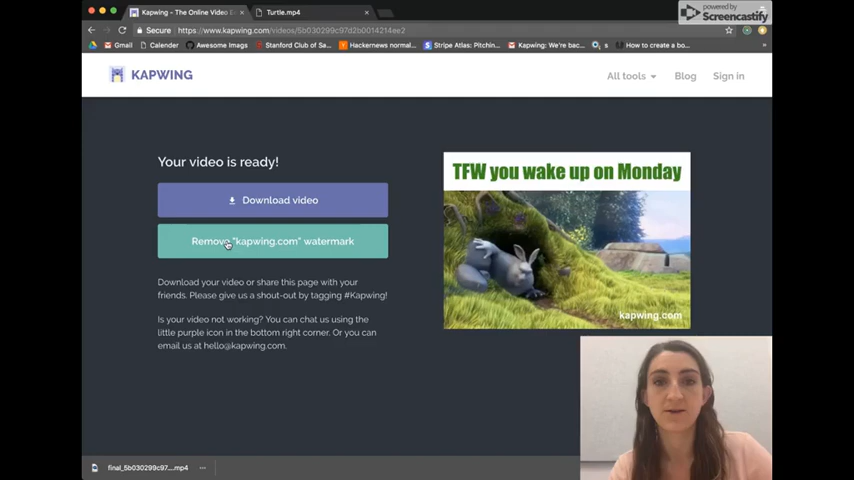 Kapwing - The Online Video E
Turtle.mp4
powered by
Screencastify
Secure
https://www.kapwing.com/videos/5b030299c97d2b0014214ee2
Gmail
Calender
Awesome Imags
Stanford Club of Sa...
Hackernews normal...
Stripe Atlas: Pitchin...
Kapwing: We're bac...
s
How to create a bo...
»
KAPWING
All tools
Blog
Sign in
Your video is ready!
Download video
Remove "kapwing.com" watermark
Download your video or share this page with your
friends. Please give us a shout-out by tagging #Kapwing!
Is your video not working? You can chat us using the
little purple icon in the bottom right corner. Or you can
email us at hello@kapwing.com.
TFW you wake up on Monday
kapwing.com
final_5b030299c97....mp4